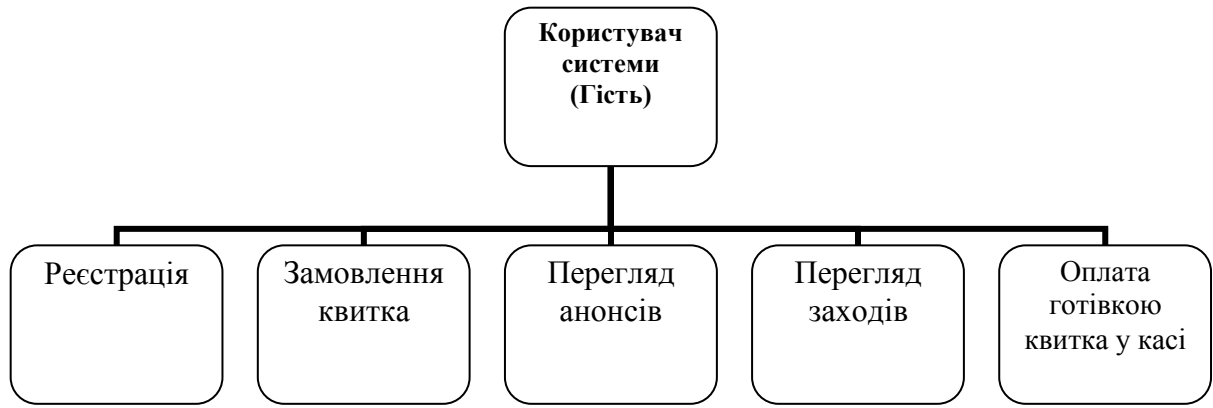 Користувач
системи
(Гість)
Реєстрація
Замовлення
квитка
Перегляд
анонсів
Перегляд
заходів
Оплата
готівкою
квитка у касі